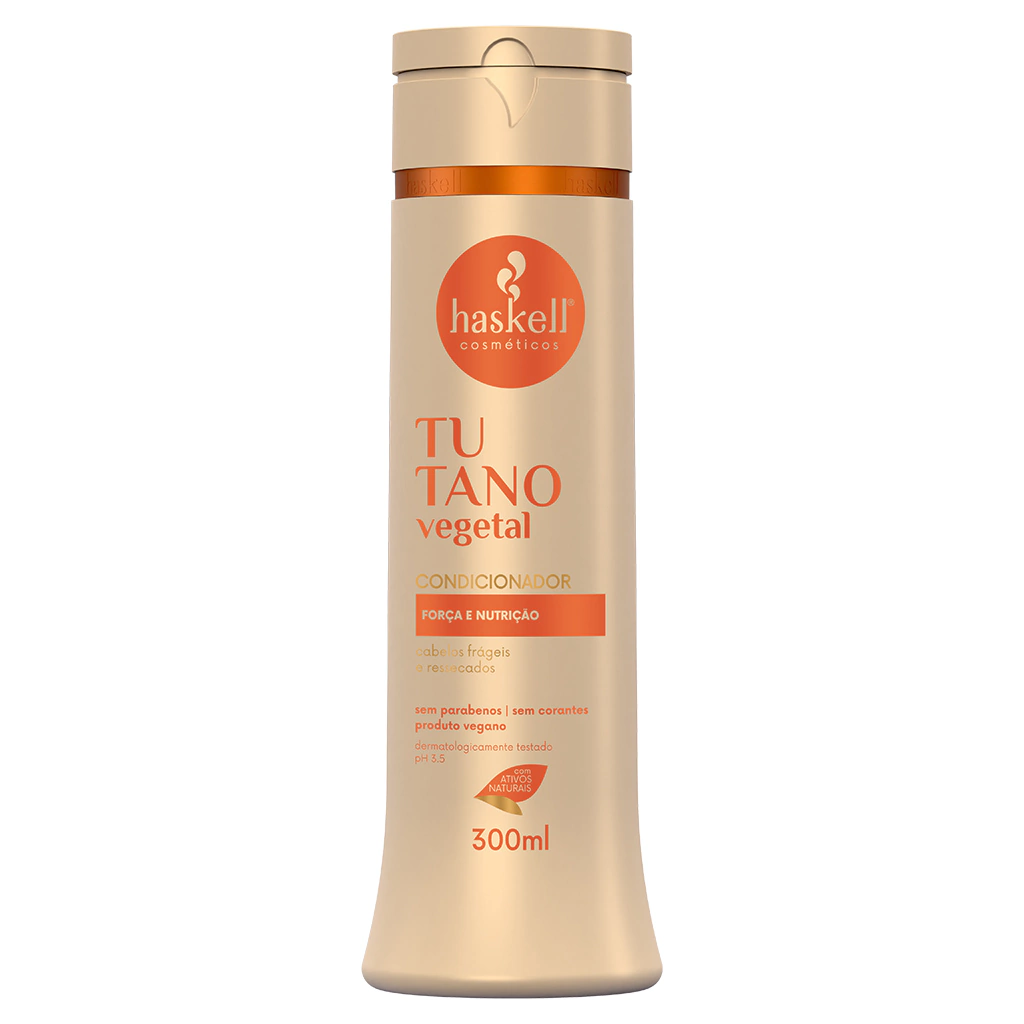 haskell haskell
haskell®
cosméticos
TU
TANO
vegetal
CONDICIONADOR
FORÇA E NUTRIÇÃO
cabelos frágeis
e ressecados
sem parabenos | sem corantes
produto vegano
dermatologicamente testado
pH 3.5
com
ATIVOS
NATURAIS
300ml